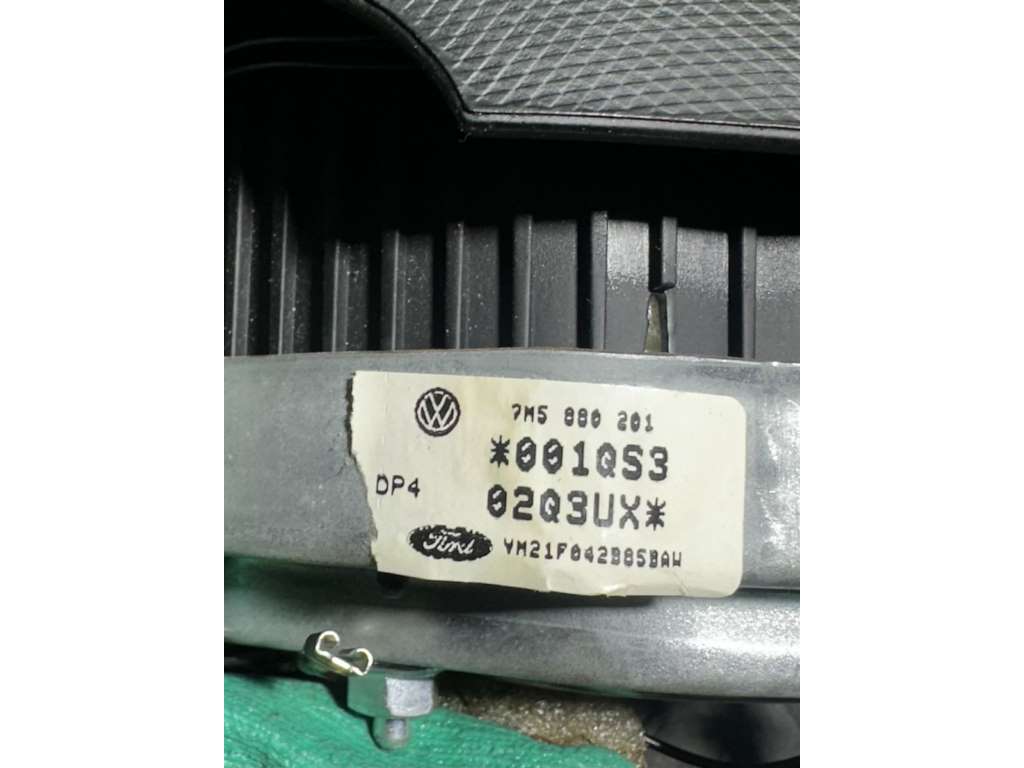 7M5 880 201
*001QS3
DP4
02Q3UX*
Ford
YM21F042B85BAW